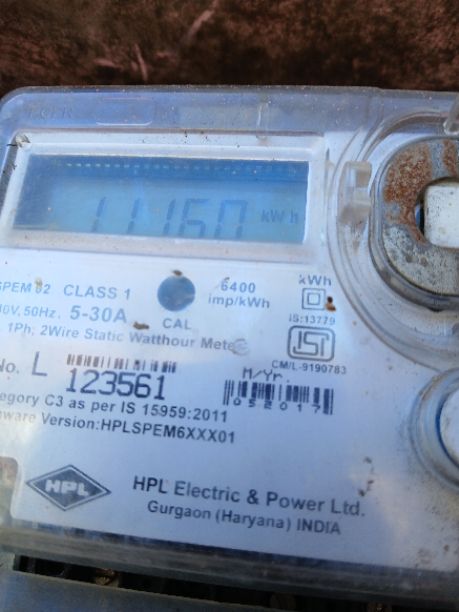 11160 kWh
SPEM 02 CLASS 1
6400
imp/kWh
kWh
40V, 50Hz. 5-30A
CAL
IS:13779
1Ph; 2Wire Static Watthour Meter
ISI
CM/L-9190783
No. L 123561
M/Yr.
052017
egory C3 as per IS 15959:2011
ware Version:HPLSPEM6XXX01
HPL
HPL Electric & Power Ltd.
Gurgaon (Haryana) INDIA